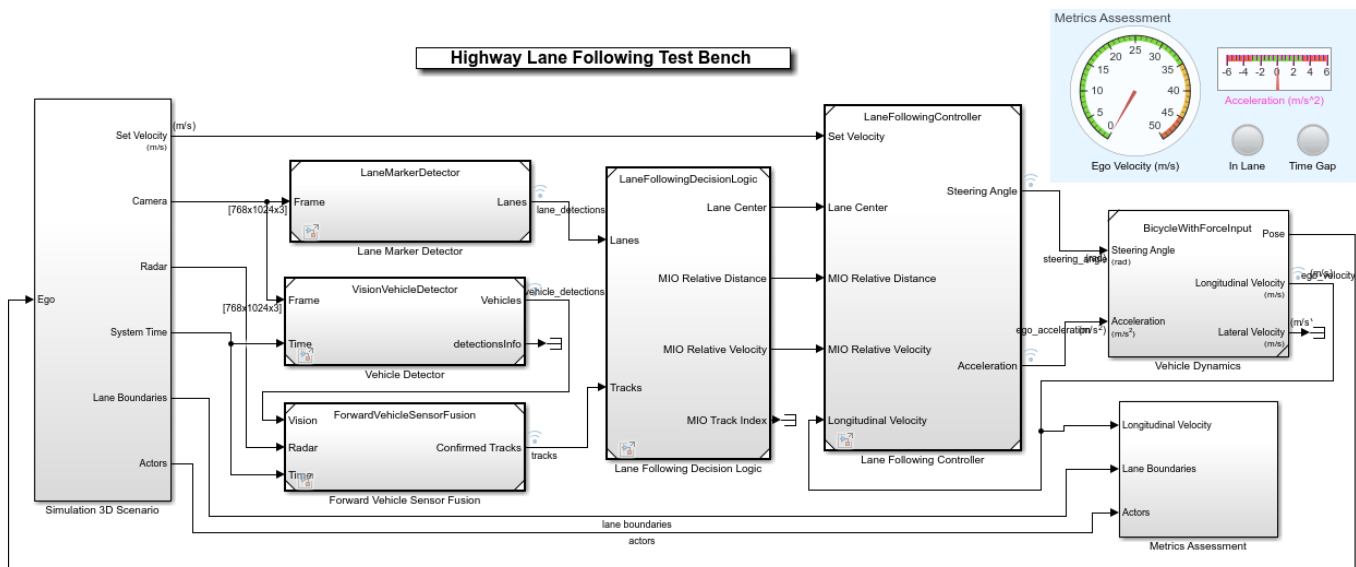 Highway Lane Following Test Bench
Metrics Assessment
0
5
10
15
20
25
30
35
40
45
50
Ego Velocity (m/s)
-6 -4 -2 0 2 4 6
Acceleration (m/s^2)
In Lane
Time Gap
Ego
Set Velocity
(m/s)
Camera
Radar
System Time
Lane Boundaries
Actors
Simulation 3D Scenario
(m/s)
[768x1024x3]
[768x1024x3]
LaneMarkerDetector
Frame
Lanes
Lane Marker Detector
lane_detections
VisionVehicleDetector
Frame
Vehicles
Time
detectionsInfo
Vehicle Detector
vehicle_detections
ForwardVehicleSensorFusion
Vision
Radar
Confirmed Tracks
Time
Forward Vehicle Sensor Fusion
tracks
LaneFollowingDecisionLogic
Lane Center
Lanes
MIO Relative Distance
MIO Relative Velocity
Tracks
MIO Track Index
Lane Following Decision Logic
LaneFollowingController
Set Velocity
Steering Angle
Lane Center
MIO Relative Distance
MIO Relative Velocity
Acceleration
Longitudinal Velocity
Lane Following Controller
steering_angle
(rad)
ego_acceleration
(m/s²)
BicycleWithForceInput
Pose
Steering Angle
(rad)
Longitudinal Velocity
(m/s)
Acceleration
(m/s²)
Lateral Velocity
(m/s)
Vehicle Dynamics
(m/s)
ego_velocity
(m/s
Longitudinal Velocity
Lane Boundaries
Actors
Metrics Assessment
lane boundaries
actors